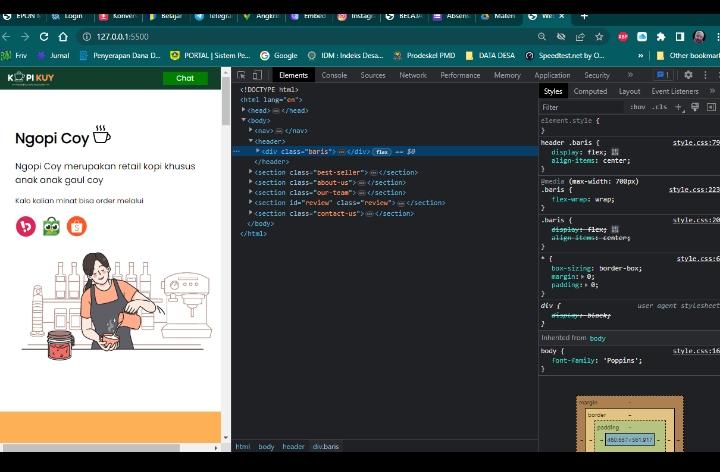 EPON N
Login
Konver
Belajar
Telegra
Angkri
Embed
Instag
BELAJA
Absen
Materi
We
127.0.0.1:5500
Friv
Jurnal
Penyerapan Dana D...
PORTAL | Sistem Pe...
Google
IDM : Indeks Desa...
Prodeskel PMD
DATA DESA
Speedtest.net by O...
»
Other bookmar
KOPI KUY
Chat
Ngopi Coy
Ngopi Coy merupakan retail kopi khusus
anak anak gaul coy
Kalo kalian minat bisa order melalui
Elements
Console
Sources
Network
Performance
Memory
Application
Security
»
1
<!DOCTYPE html>
<html lang="en">
<head>⋯</head>
<body>
<nav>⋯</nav>
<header>
<div class="baris">⋯</div> flex == $0
</header>
<section class="best-seller">⋯</section>
<section class="about-us">⋯</section>
<section class="our-team">⋯</section>
<section id="review" class="review">⋯</section>
<section class="contact-us">⋯</section>
</body>
</html>
html body header div.baris
Styles
Computed
Layout
Event Listeners
»
Filter
:hov .cls
element.style {
}
header .baris {
style.css:79
display: flex;
align-items: center;
}
@media (max-width: 700px)
.baris {
style.css:223
flex-wrap: wrap;
}
.baris {
style.css:20
display: flex;
align-items: center;
}
* {
style.css:6
box-sizing: border-box;
margin: 0;
padding: 0;
}
div {
user agent stylesheet
display: block;
}
Inherited from body
body {
style.css:16
font-family: 'Poppins';
}
margin
-
border
-
padding
-
460.667×561.917